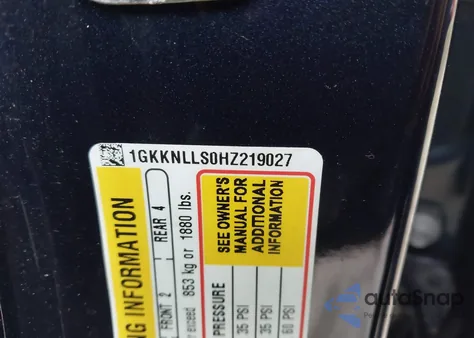 1GKKNLLS0HZ219027
NG INFORMATION
FRONT 2
REAR 4
exceed 853 kg or 1880 lbs.
SEE OWNER'S
MANUAL FOR
ADDITIONAL
INFORMATION
PRESSURE
35 PSI
35 PSI
60 PSI
autoSnap